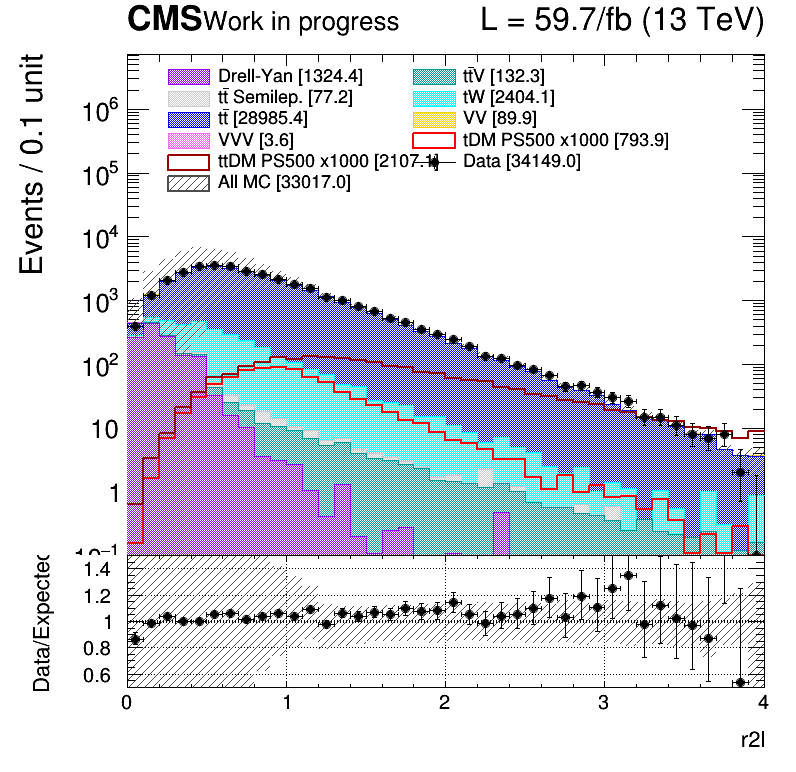 CMS Work in progress L = 59.7/fb (13 TeV)
Drell-Yan [1324.4] tt̄V [132.3]
tt̄ Semilep. [77.2] tW [2404.1]
tt̄ [28985.4] VV [89.9]
VVV [3.6] tDM PS500 x1000 [793.9]
ttDM PS500 x1000 [2107.1] Data [34149.0]
All MC [33017.0]
Events / 0.1 unit
10⁶
10⁵
10⁴
10³
10²
10
1
10⁻¹
Data/Expected
1.4
1.2
1
0.8
0.6
0 1 2 3 4
r2l